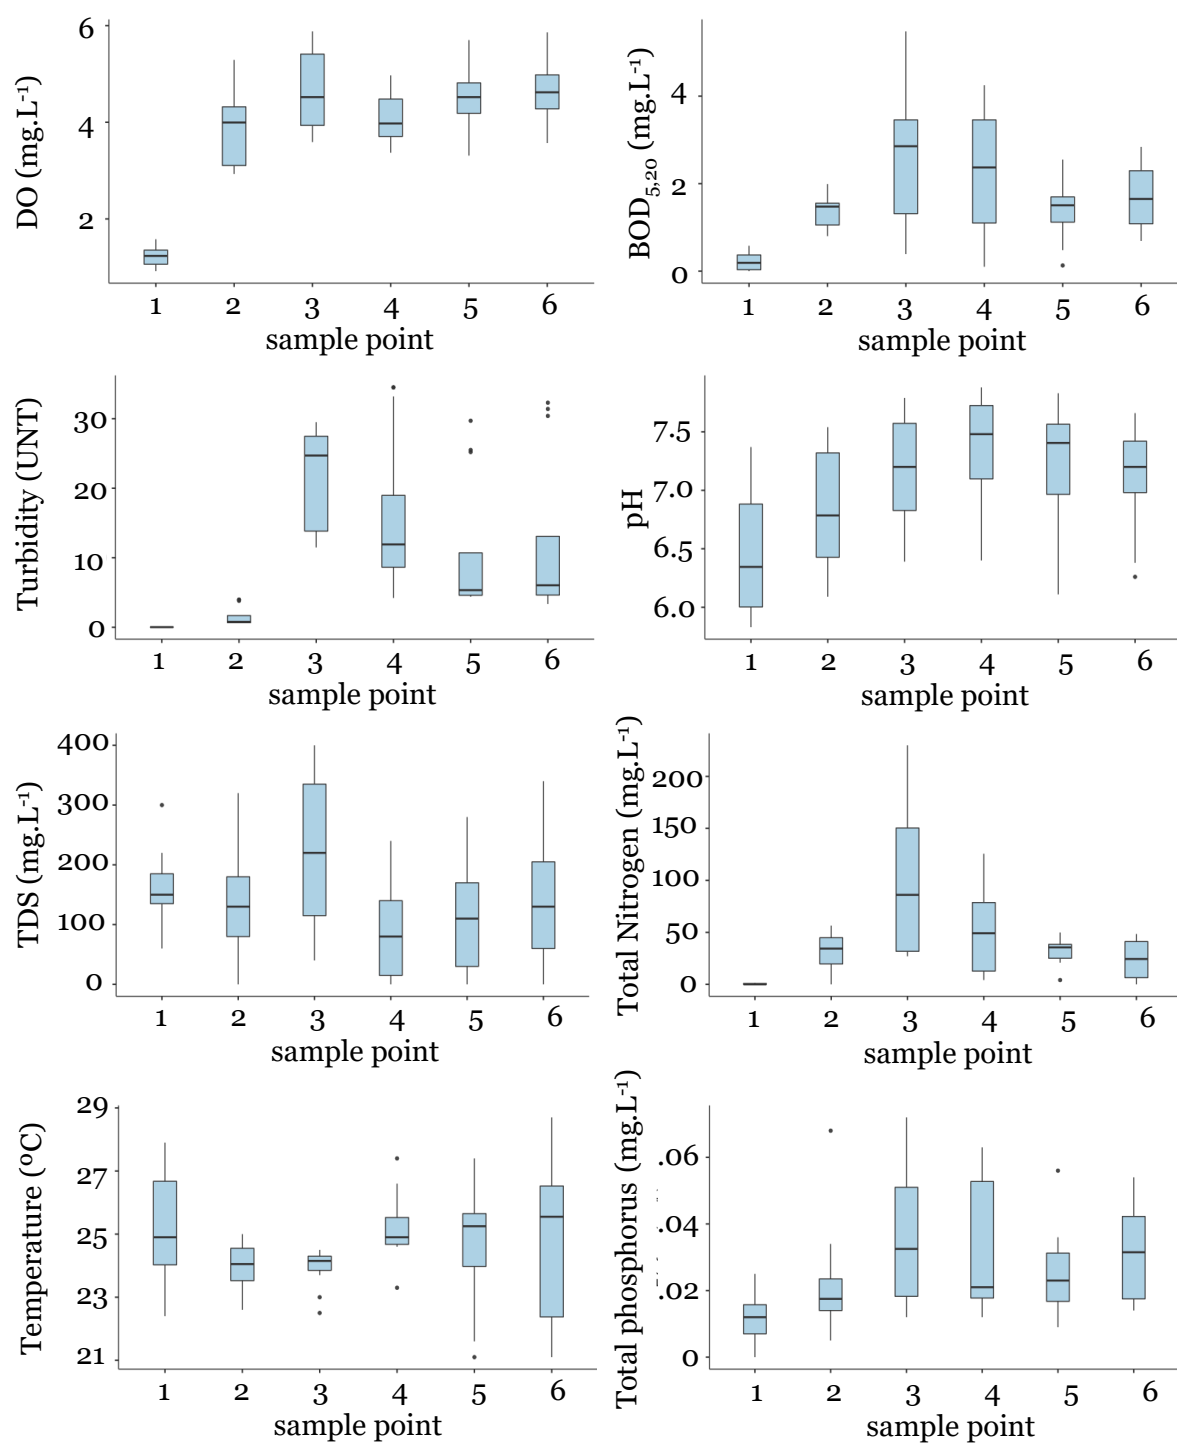 DO (mg.L⁻¹)
6
4
2
1 2 3 4 5 6
sample point
BOD₅,₂₀ (mg.L⁻¹)
4
2
0
1 2 3 4 5 6
sample point
Turbidity (UNT)
30
20
10
0
1 2 3 4 5 6
sample point
pH
7.5
7.0
6.5
6.0
1 2 3 4 5 6
sample point
TDS (mg.L⁻¹)
400
300
200
100
0
1 2 3 4 5 6
sample point
Total Nitrogen (mg.L⁻¹)
200
150
100
50
0
1 2 3 4 5 6
sample point
Temperature (ºC)
29
27
25
23
21
1 2 3 4 5 6
sample point
Total phosphorus (mg.L⁻¹)
.06
.04
.02
0
1 2 3 4 5 6
sample point